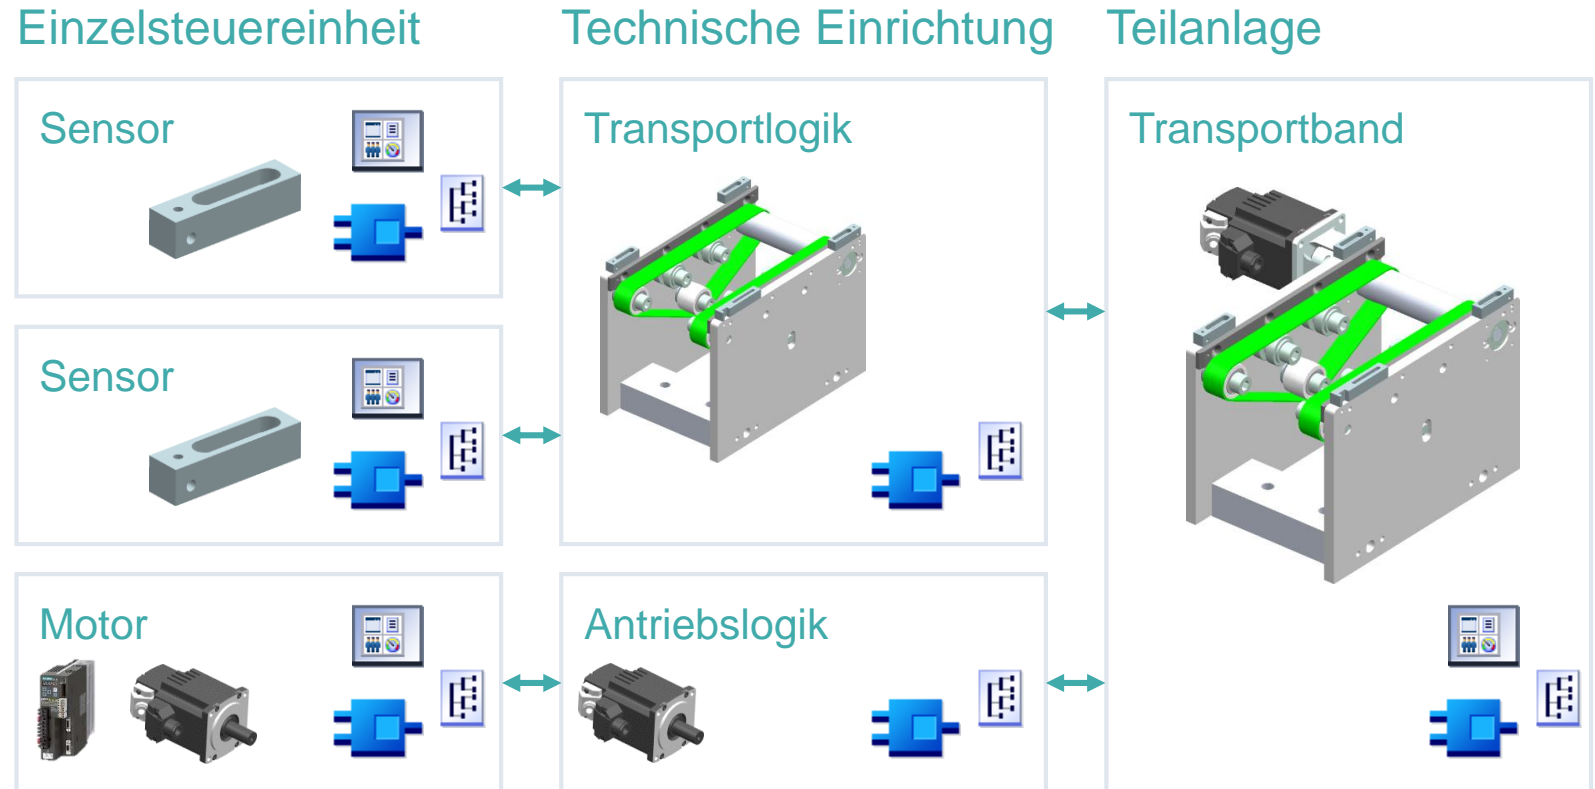 Einzelsteuereinheit
Technische Einrichtung
Teilanlage
Sensor
Transportlogik
Transportband
Sensor
Motor
Antriebslogik